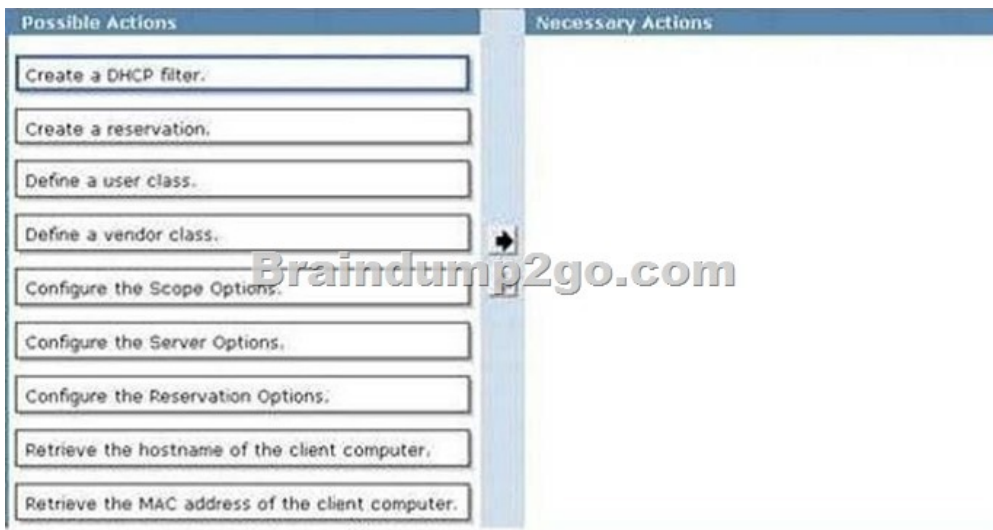 Possible Actions
Necessary Actions
Create a DHCP filter.
Create a reservation.
Define a user class.
Define a vendor class.
Braindump2go.com
Configure the Scope Options.
Configure the Server Options.
Configure the Reservation Options.
Retrieve the hostname of the client computer.
Retrieve the MAC address of the client computer.